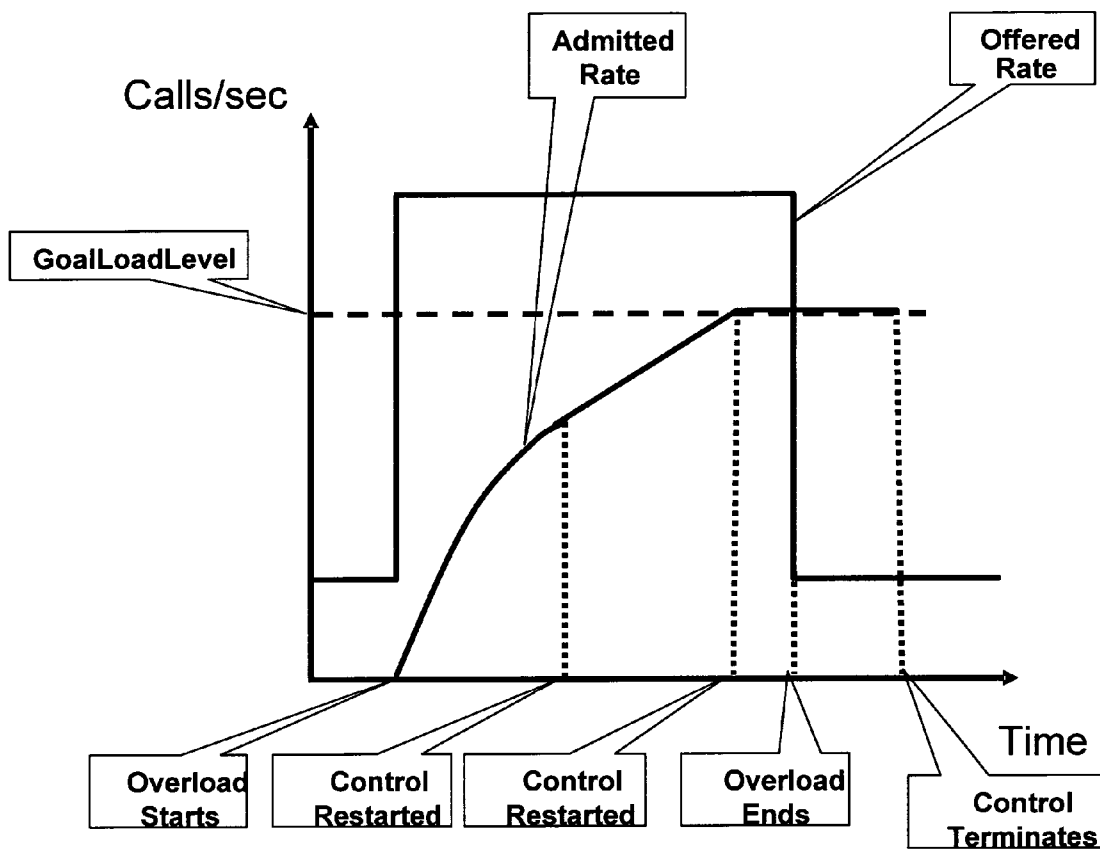 Admitted
Rate
Offered
Rate
Calls/sec
GoalLoadLevel
Time
Overload
Starts
Control
Restarted
Control
Restarted
Overload
Ends
Control
Terminates